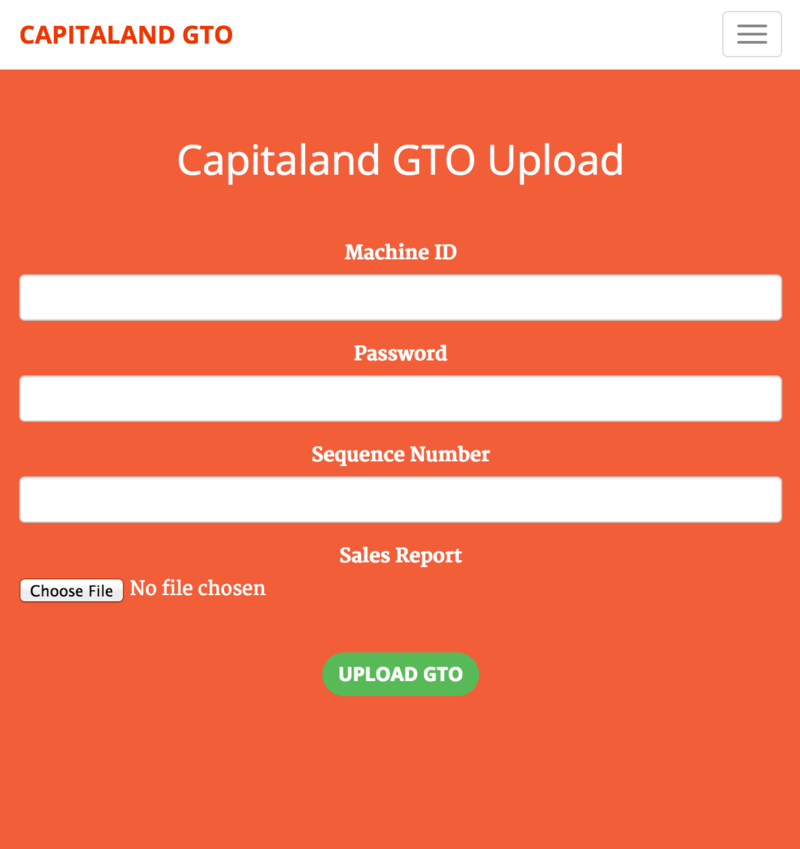 CAPITALAND GTO
Capitaland GTO Upload
Machine ID
Password
Sequence Number
Sales Report
Choose File No file chosen
UPLOAD GTO